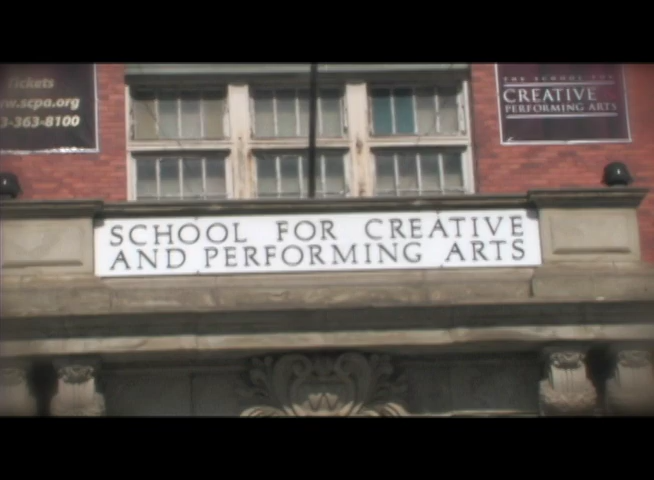 Tickets
w.scpa.org
3-363-8100
THE SCHOOL FOR
CREATIVE
PERFORMING ARTS
SCHOOL FOR CREATIVE
AND PERFORMING ARTS